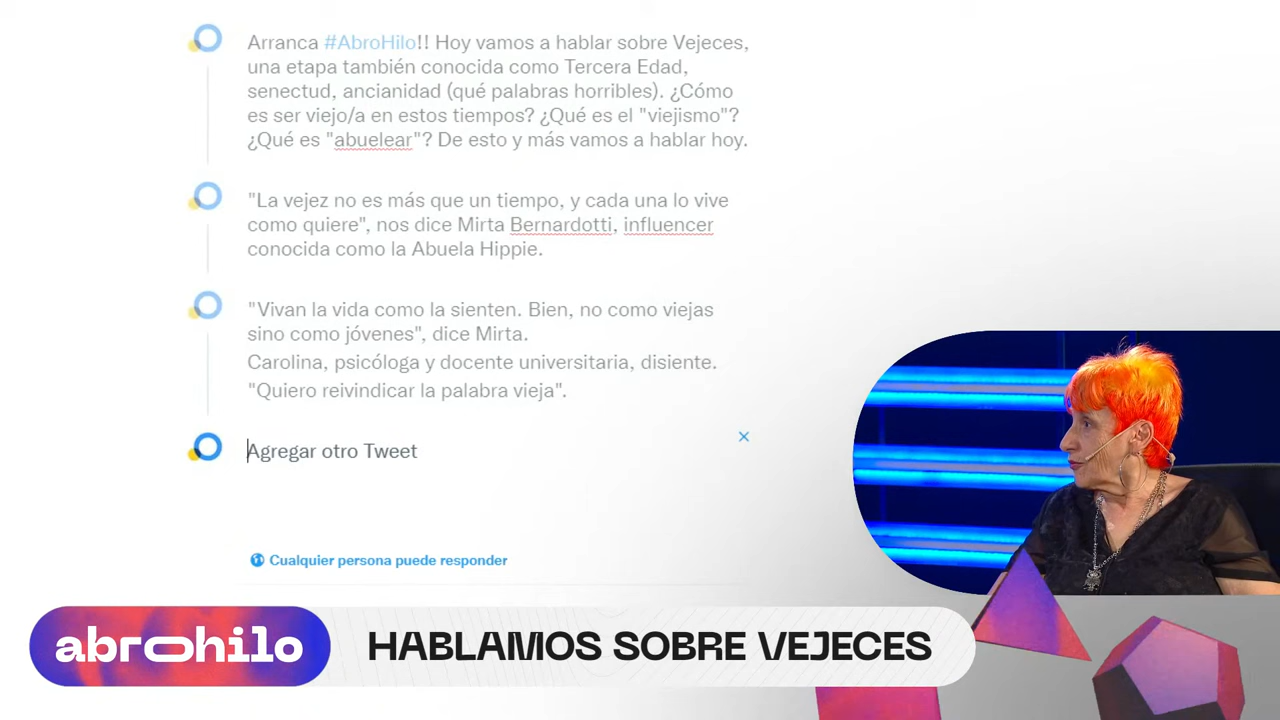 Arranca #AbroHilo!! Hoy vamos a hablar sobre Vejeces,
una etapa también conocida como Tercera Edad,
senectud, ancianidad (qué palabras horribles). ¿Cómo
es ser viejo/a en estos tiempos? ¿Qué es el "viejismo"?
¿Qué es "abuelear"? De esto y más vamos a hablar hoy.
"La vejez no es más que un tiempo, y cada una lo vive
como quiere", nos dice Mirta Bernardotti, influencer
conocida como la Abuela Hippie.
"Vivan la vida como la sienten. Bien, no como viejas
sino como jóvenes", dice Mirta.
Carolina, psicóloga y docente universitaria, disiente.
"Quiero reivindicar la palabra vieja".
Agregar otro Tweet
Cualquier persona puede responder
abrohilo
HABLAMOS SOBRE VEJECES